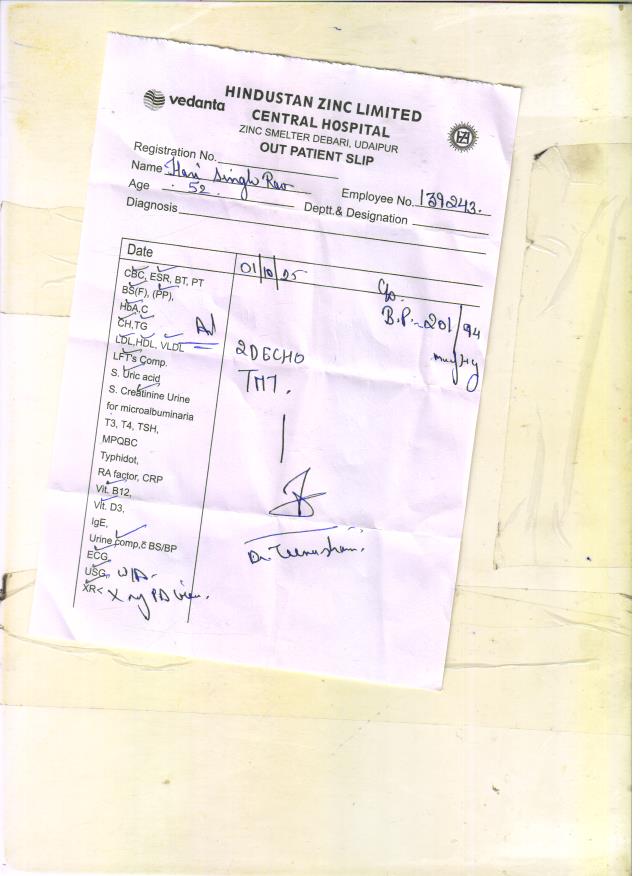 vedanta
HINDUSTAN ZINC LIMITED
CENTRAL HOSPITAL
ZINC SMELTER DEBARI, UDAIPUR
OUT PATIENT SLIP
Registration No.
Name Hari Singh Rao
Employee No. 139243.
Age 52
Deptt.& Designation
Diagnosis
Date 01/10/25
CBC, ESR, BT, PT
BS(F), (PP),
HbA,C
CH,TG
LDL,HDL, VLDL
LFT's Comp.
S. Uric acid
S. Creatinine Urine
for microalbuminaria
T3, T4, TSH,
MPQBC
Typhidot,
RA factor, CRP
Vit. B12,
Vit. D3,
IgE,
Urine comp,c̄ BS/BP
ECG,
USG, W/A.
XR< X ray PA view.
B.P. - 201/94
2D ECHO
TMT.
Dr.